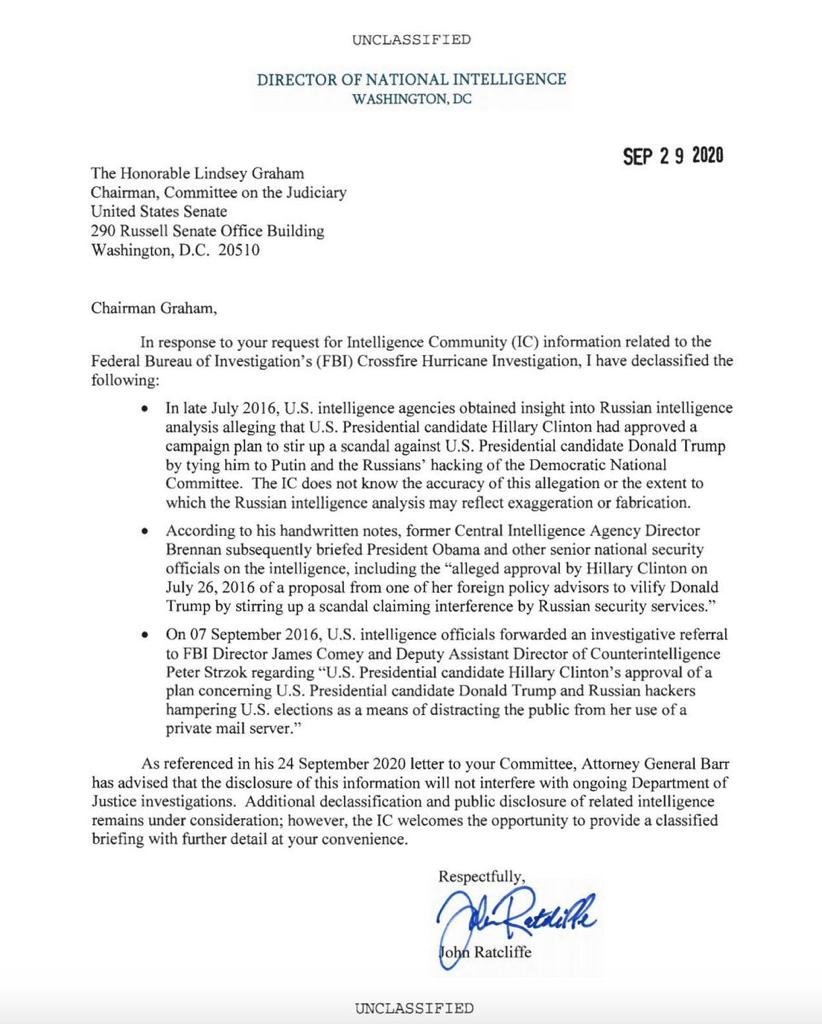 UNCLASSIFIED
DIRECTOR OF NATIONAL INTELLIGENCE
WASHINGTON, DC
SEP 29 2020
The Honorable Lindsey Graham
Chairman, Committee on the Judiciary
United States Senate
290 Russell Senate Office Building
Washington, D.C. 20510
Chairman Graham,
In response to your request for Intelligence Community (IC) information related to the
Federal Bureau of Investigation's (FBI) Crossfire Hurricane Investigation, I have declassified the
following:
• In late July 2016, U.S. intelligence agencies obtained insight into Russian intelligence
analysis alleging that U.S. Presidential candidate Hillary Clinton had approved a
campaign plan to stir up a scandal against U.S. Presidential candidate Donald Trump
by tying him to Putin and the Russians' hacking of the Democratic National
Committee. The IC does not know the accuracy of this allegation or the extent to
which the Russian intelligence analysis may reflect exaggeration or fabrication.
• According to his handwritten notes, former Central Intelligence Agency Director
Brennan subsequently briefed President Obama and other senior national security
officials on the intelligence, including the "alleged approval by Hillary Clinton on
July 26, 2016 of a proposal from one of her foreign policy advisors to vilify Donald
Trump by stirring up a scandal claiming interference by Russian security services."
• On 07 September 2016, U.S. intelligence officials forwarded an investigative referral
to FBI Director James Comey and Deputy Assistant Director of Counterintelligence
Peter Strzok regarding "U.S. Presidential candidate Hillary Clinton's approval of a
plan concerning U.S. Presidential candidate Donald Trump and Russian hackers
hampering U.S. elections as a means of distracting the public from her use of a
private mail server."
As referenced in his 24 September 2020 letter to your Committee, Attorney General Barr
has advised that the disclosure of this information will not interfere with ongoing Department of
Justice investigations. Additional declassification and public disclosure of related intelligence
remains under consideration; however, the IC welcomes the opportunity to provide a classified
briefing with further detail at your convenience.
Respectfully,
John Ratcliffe
John Ratcliffe
UNCLASSIFIED